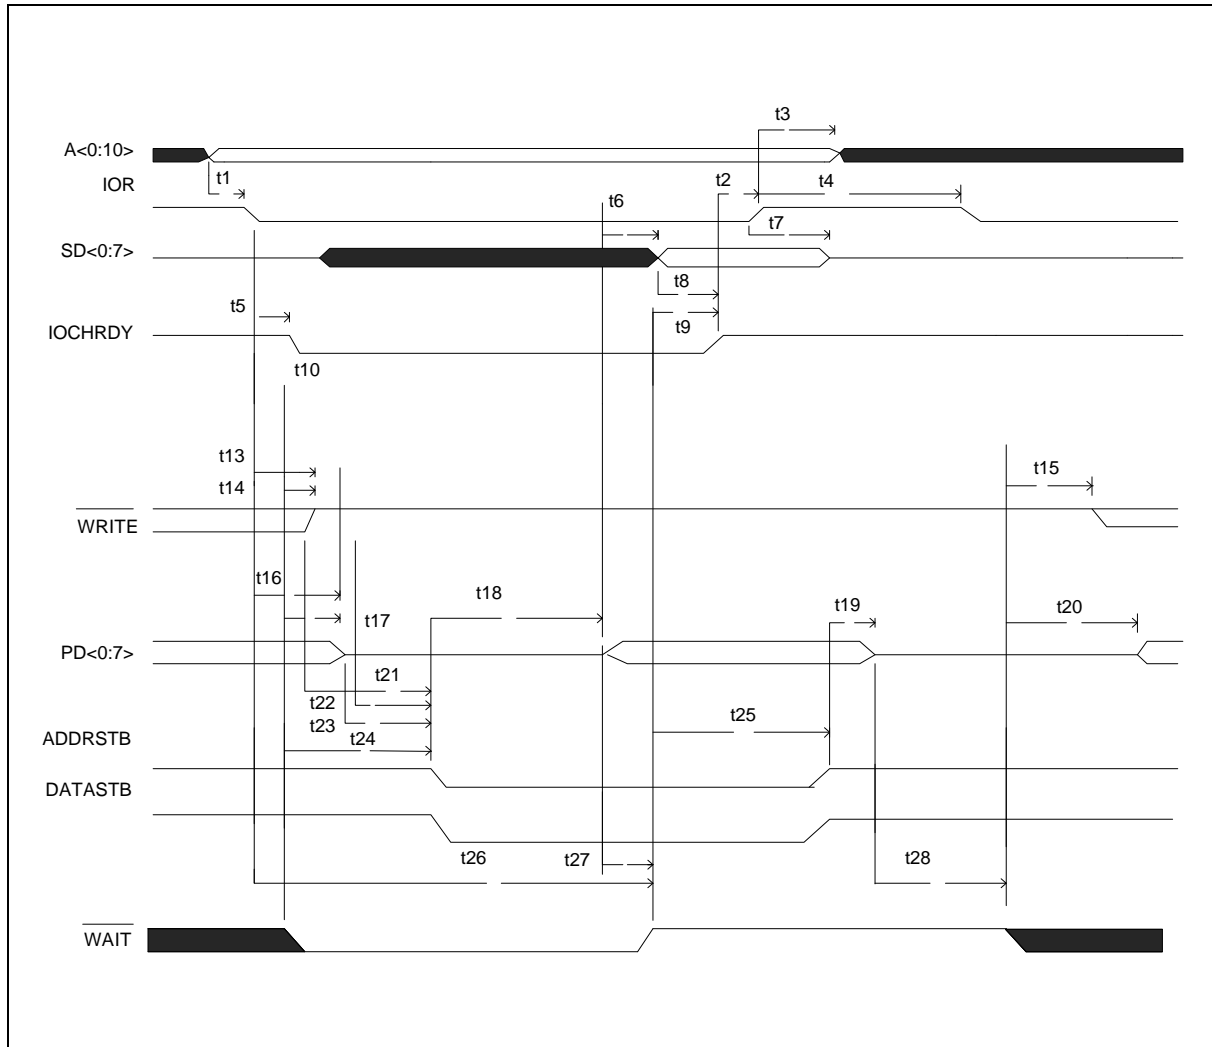 t3
A<0:10>
IOR
t1
t2
t4
t6
t7
SD<0:7>
t8
t5
t9
IOCHRDY
t10
t13
t14
t15
WRITE
t16
t17
t18
t19
t20
PD<0:7>
t21
t22
t23
t24
t25
ADDRSTB
DATASTB
t26
t27
t28
WAIT